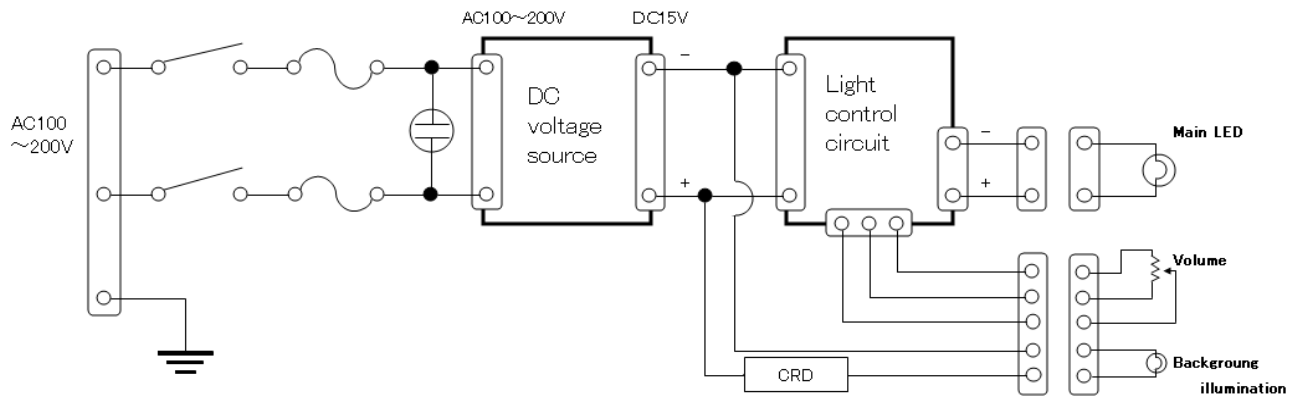 AC100～200V
DC15V
AC100
～200V
DC
voltage
source
−
+
Light
control
circuit
−
+
Main LED
Volume
CRD
Backgroung
illumination